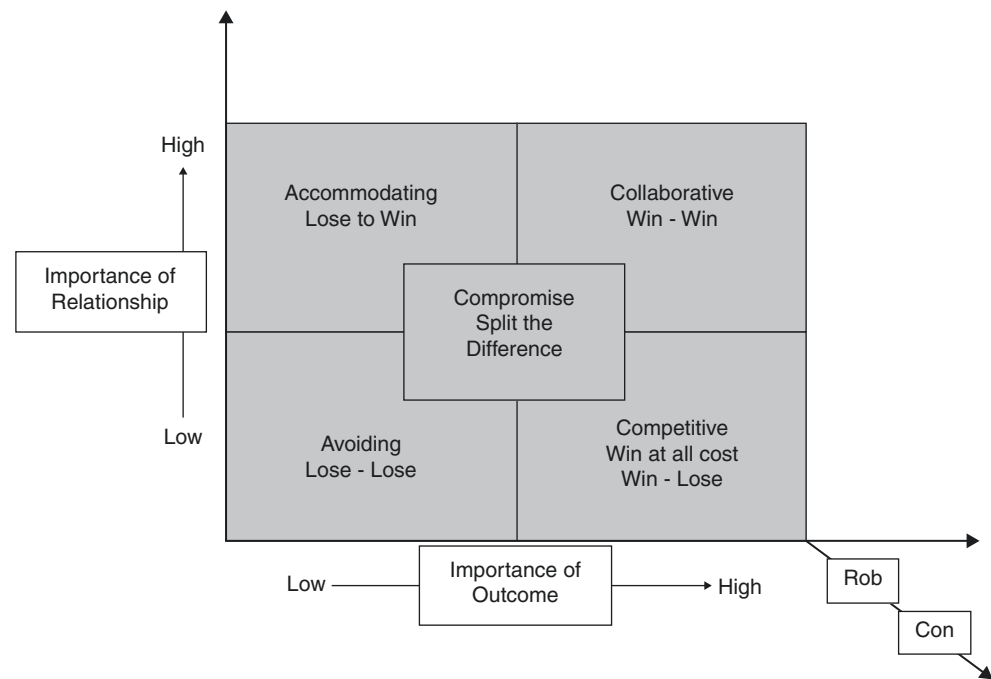 High
Accommodating
Lose to Win
Collaborative
Win - Win
Importance of
Relationship
Compromise
Split the
Difference
Low
Avoiding
Lose - Lose
Competitive
Win at all cost
Win - Lose
Low
Importance of
Outcome
High
Rob
Con